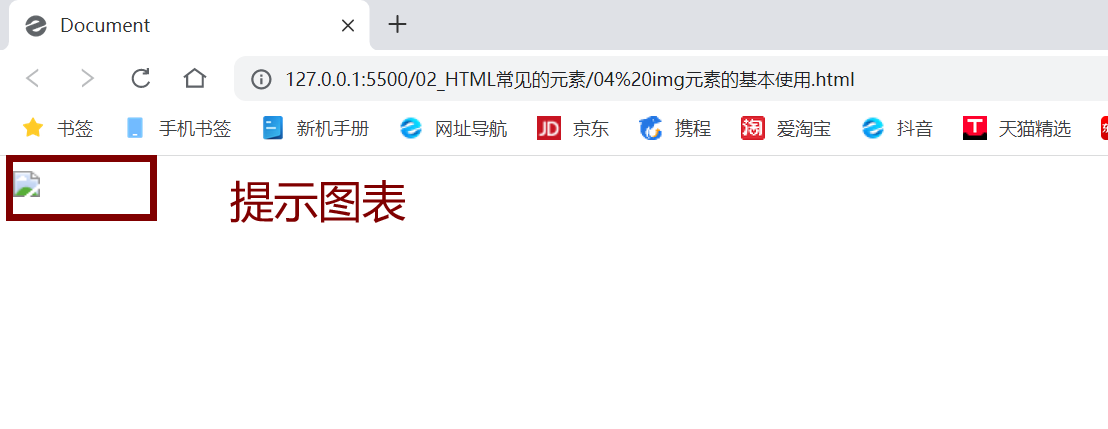 Document
127.0.0.1:5500/02_HTML常见的元素/04%20img元素的基本使用.html
书签 手机书签 新机手册 网址导航 JD 京东 携程 淘 爱淘宝 抖音 T 天猫精选
提示图表